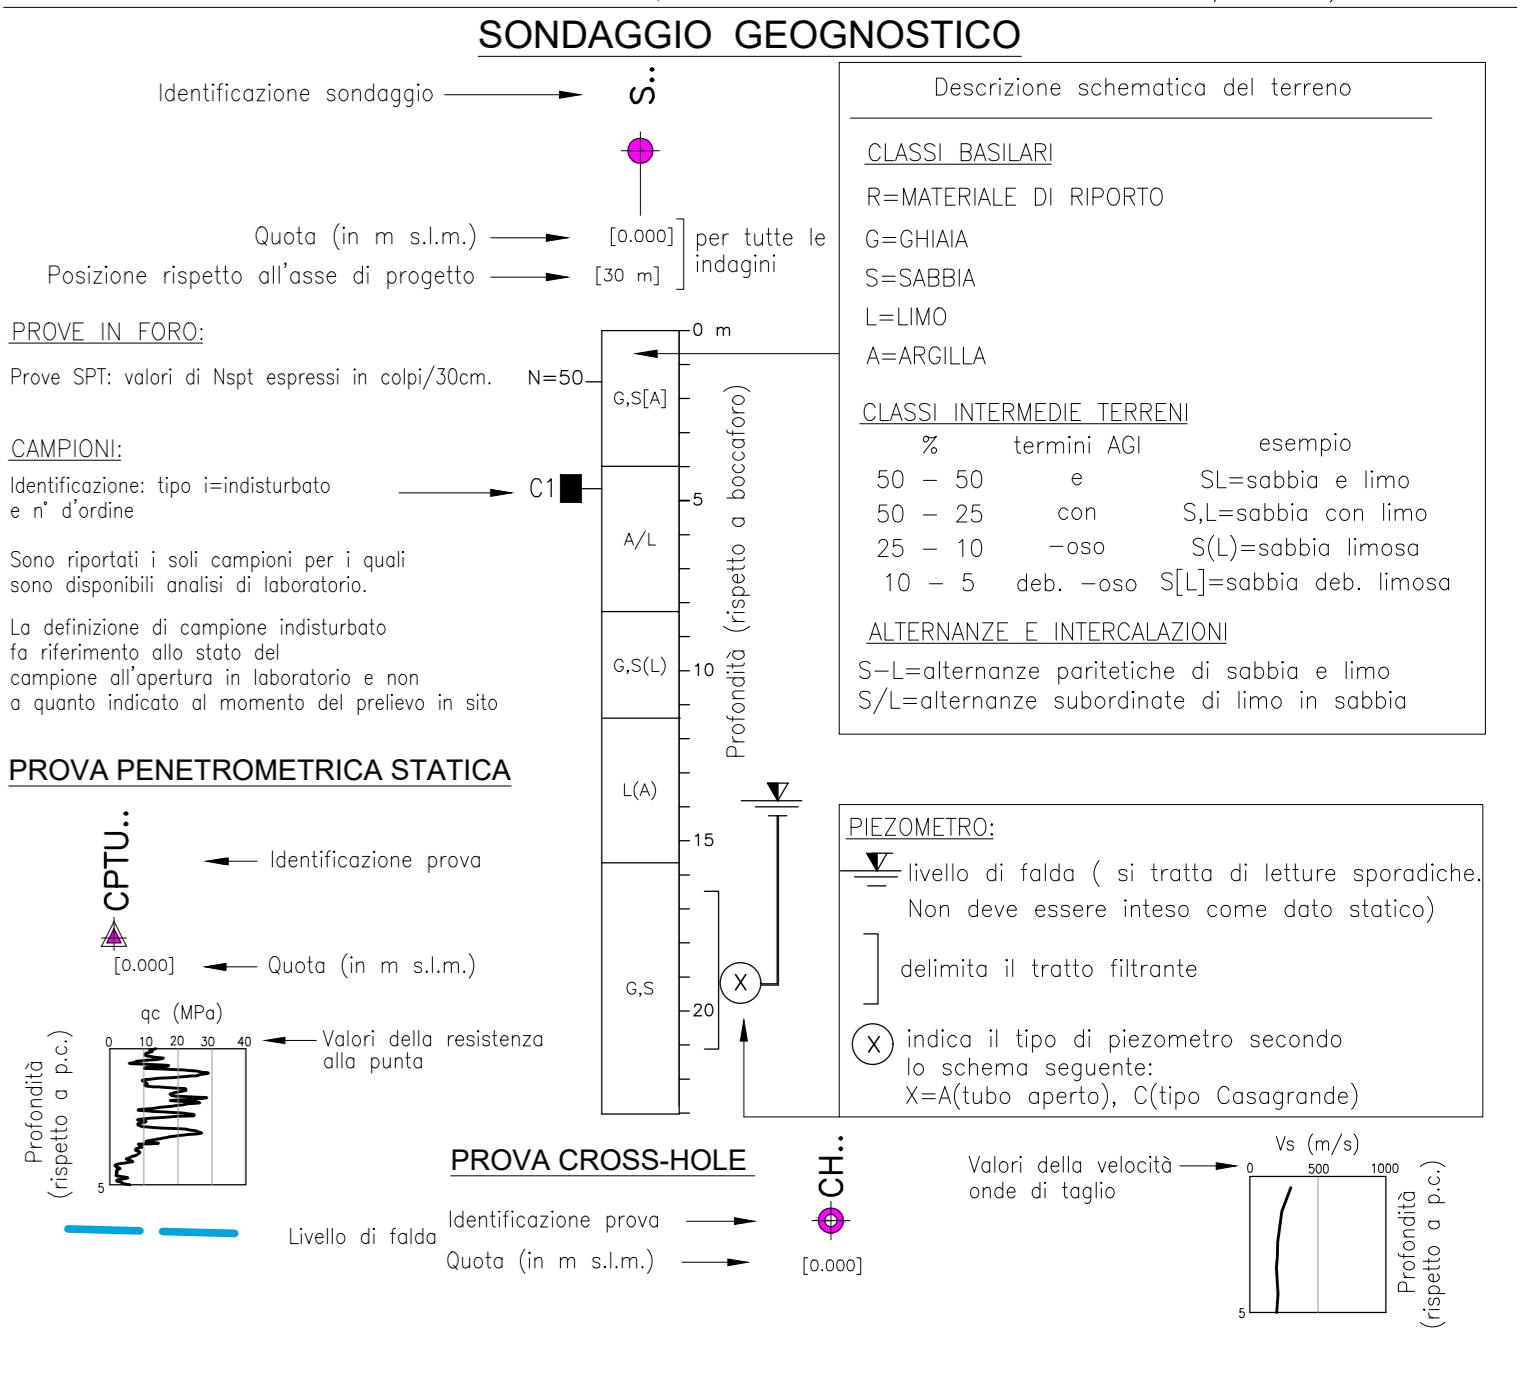 SONDAGGIO GEOGNOSTICO
Identificazione sondaggio
S..
Quota (in m s.l.m.)
[0.000]
per tutte le
indagini
Posizione rispetto all'asse di progetto
[30 m]
PROVE IN FORO:
Prove SPT: valori di Nspt espressi in colpi/30cm.
N=50
CAMPIONI:
Identificazione: tipo i=indisturbato
e n° d'ordine
C1
Sono riportati i soli campioni per i quali
sono disponibili analisi di laboratorio.
La definizione di campione indisturbato
fa riferimento allo stato del
campione all'apertura in laboratorio e non
a quanto indicato al momento del prelievo in sito
0 m
5
10
15
20
G,S[A]
A/L
G,S(L)
L(A)
G,S
Profondità (rispetto a boccaforo)
X
Descrizione schematica del terreno
CLASSI BASILARI
R=MATERIALE DI RIPORTO
G=GHIAIA
S=SABBIA
L=LIMO
A=ARGILLA
CLASSI INTERMEDIE TERRENI
% termini AGI esempio
50 – 50 e SL=sabbia e limo
50 – 25 con S,L=sabbia con limo
25 – 10 –oso S(L)=sabbia limosa
10 – 5 deb. –oso S[L]=sabbia deb. limosa
ALTERNANZE E INTERCALAZIONI
S–L=alternanze paritetiche di sabbia e limo
S/L=alternanze subordinate di limo in sabbia
PIEZOMETRO:
livello di falda ( si tratta di letture sporadiche.
Non deve essere inteso come dato statico)
delimita il tratto filtrante
X
indica il tipo di piezometro secondo
lo schema seguente:
X=A(tubo aperto), C(tipo Casagrande)
PROVA PENETROMETRICA STATICA
CPTU..
Identificazione prova
[0.000]
Quota (in m s.l.m.)
qc (MPa)
0 10 20 30 40
Valori della resistenza
alla punta
Profondità
(rispetto a p.c.)
5
Livello di falda
PROVA CROSS-HOLE
CH..
Identificazione prova
Quota (in m s.l.m.)
[0.000]
Valori della velocità
onde di taglio
Vs (m/s)
0 500 1000
5
Profondità
(rispetto a p.c.)